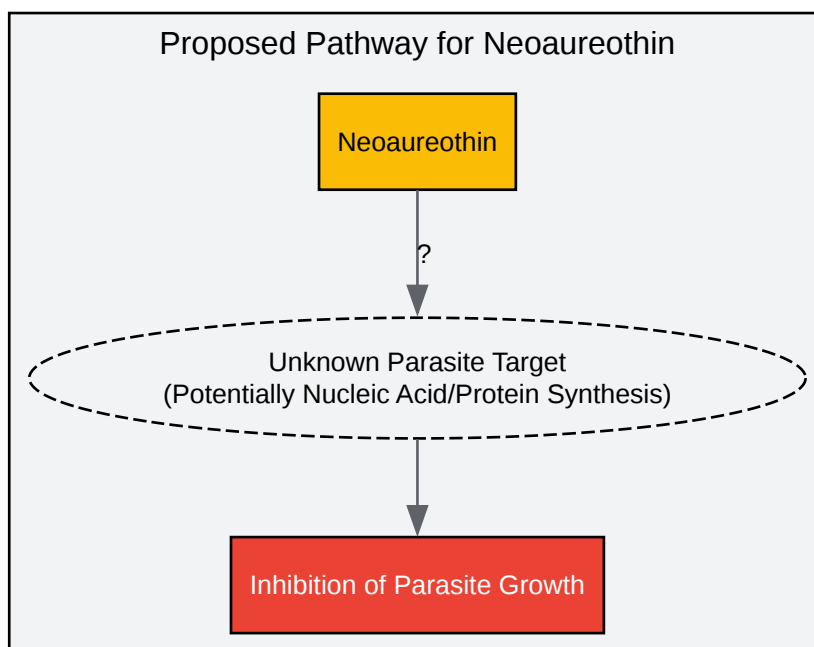 Proposed Pathway for Neoaureothin
Neoaureothin
?
Unknown Parasite Target
(Potentially Nucleic Acid/Protein Synthesis)
Inhibition of Parasite Growth